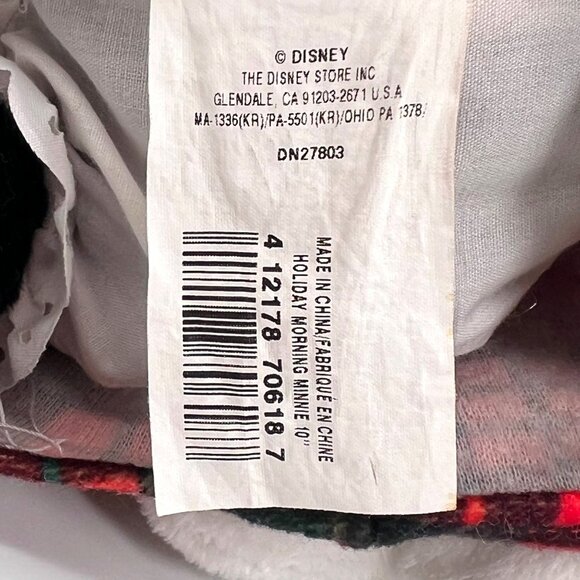 © DISNEY
THE DISNEY STORE INC
GLENDALE, CA 91203-2671 U.S.A
MA-1336(KR)/PA-5501(KR)/OHIO PA 1378/
DN27803
MADE IN CHINA/FABRIQUÉ EN CHINE
HOLIDAY MORNING MINNIE 10"
4 12178 70618 7